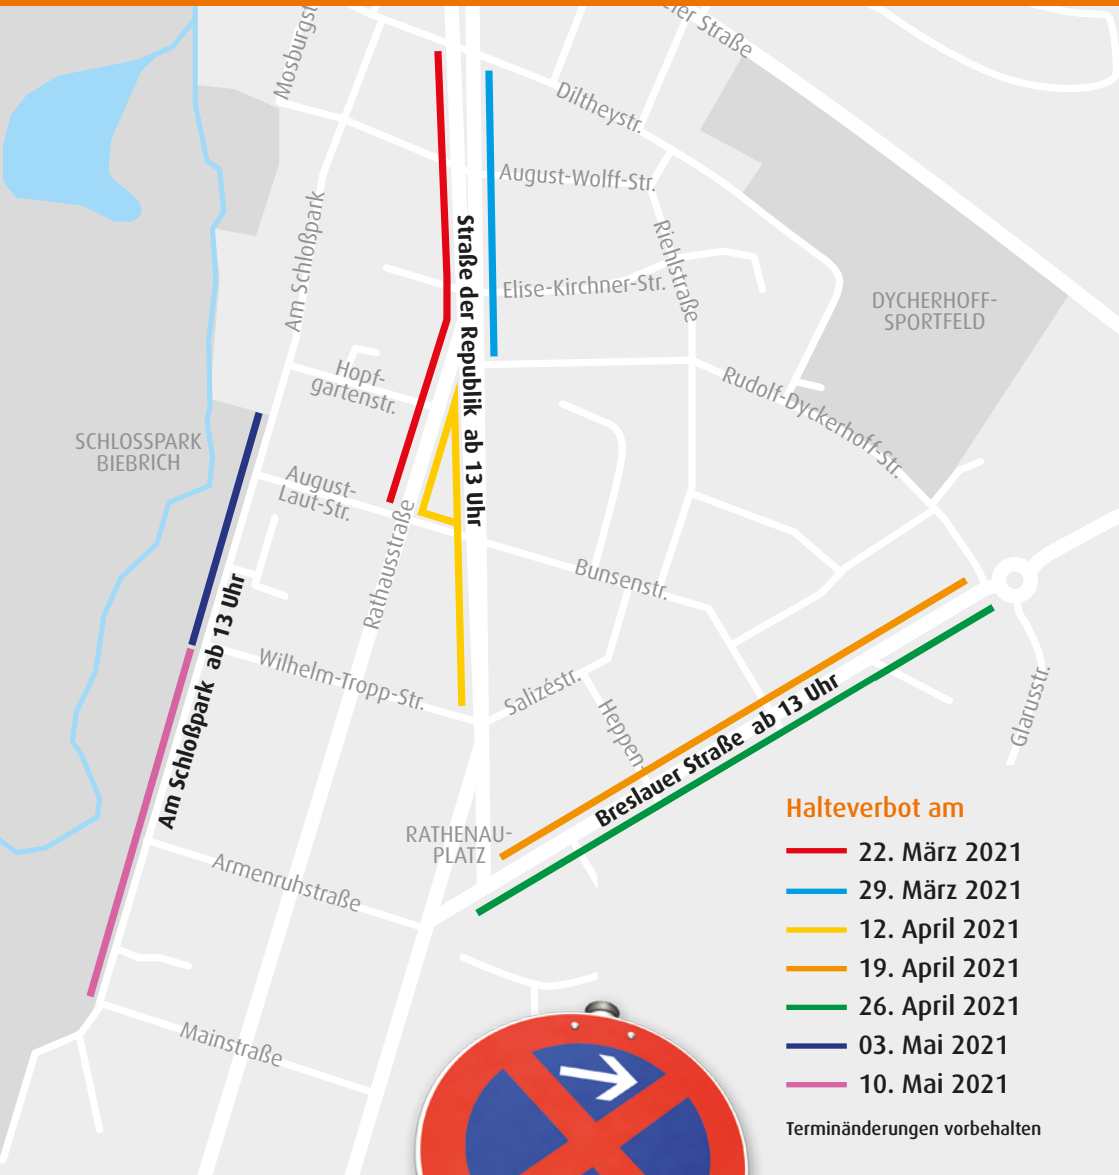 Mosburgst
ler Straße
Diltheystr.
August-Wolff-Str.
Am Schloßpark
Straße der Republik ab 13 Uhr
Riehlstraße
Elise-Kirchner-Str.
DYCHERHOFF-
SPORTFELD
Hopf-
gartenstr.
Rudolf-Dyckerhoff-Str.
SCHLOSSPARK
BIEBRICH
August-
Laut-Str.
Rathausstraße
Bunsenstr.
Am Schloßpark ab 13 Uhr
Wilhelm-Tropp-Str.
Salizéstr.
Heppen-
Breslauer Straße ab 13 Uhr
Glarusstr.
RATHENAU-
PLATZ
Armenruhstraße
Mainstraße
Halteverbot am
22. März 2021
29. März 2021
12. April 2021
19. April 2021
26. April 2021
03. Mai 2021
10. Mai 2021
Terminänderungen vorbehalten